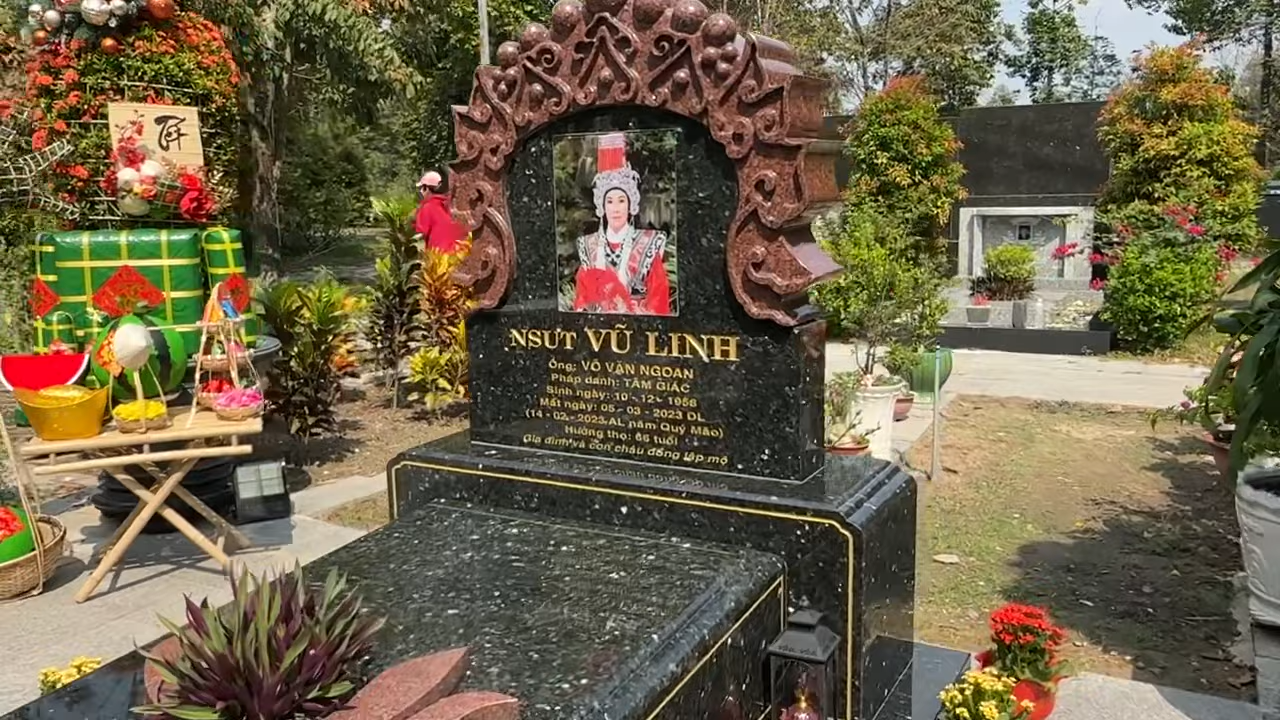 Tết
NSƯT VŨ LINH
Ông: VÕ VĂN NGOAN
Pháp danh: TÂM GIÁC
Sinh ngày: 10 - 12 - 1958
Mất ngày: 05 - 03 - 2023 DL
(14 - 02 - 2023 AL năm Quý Mão)
Hưởng thọ: 66 tuổi
Gia đình và con cháu đồng lập mộ